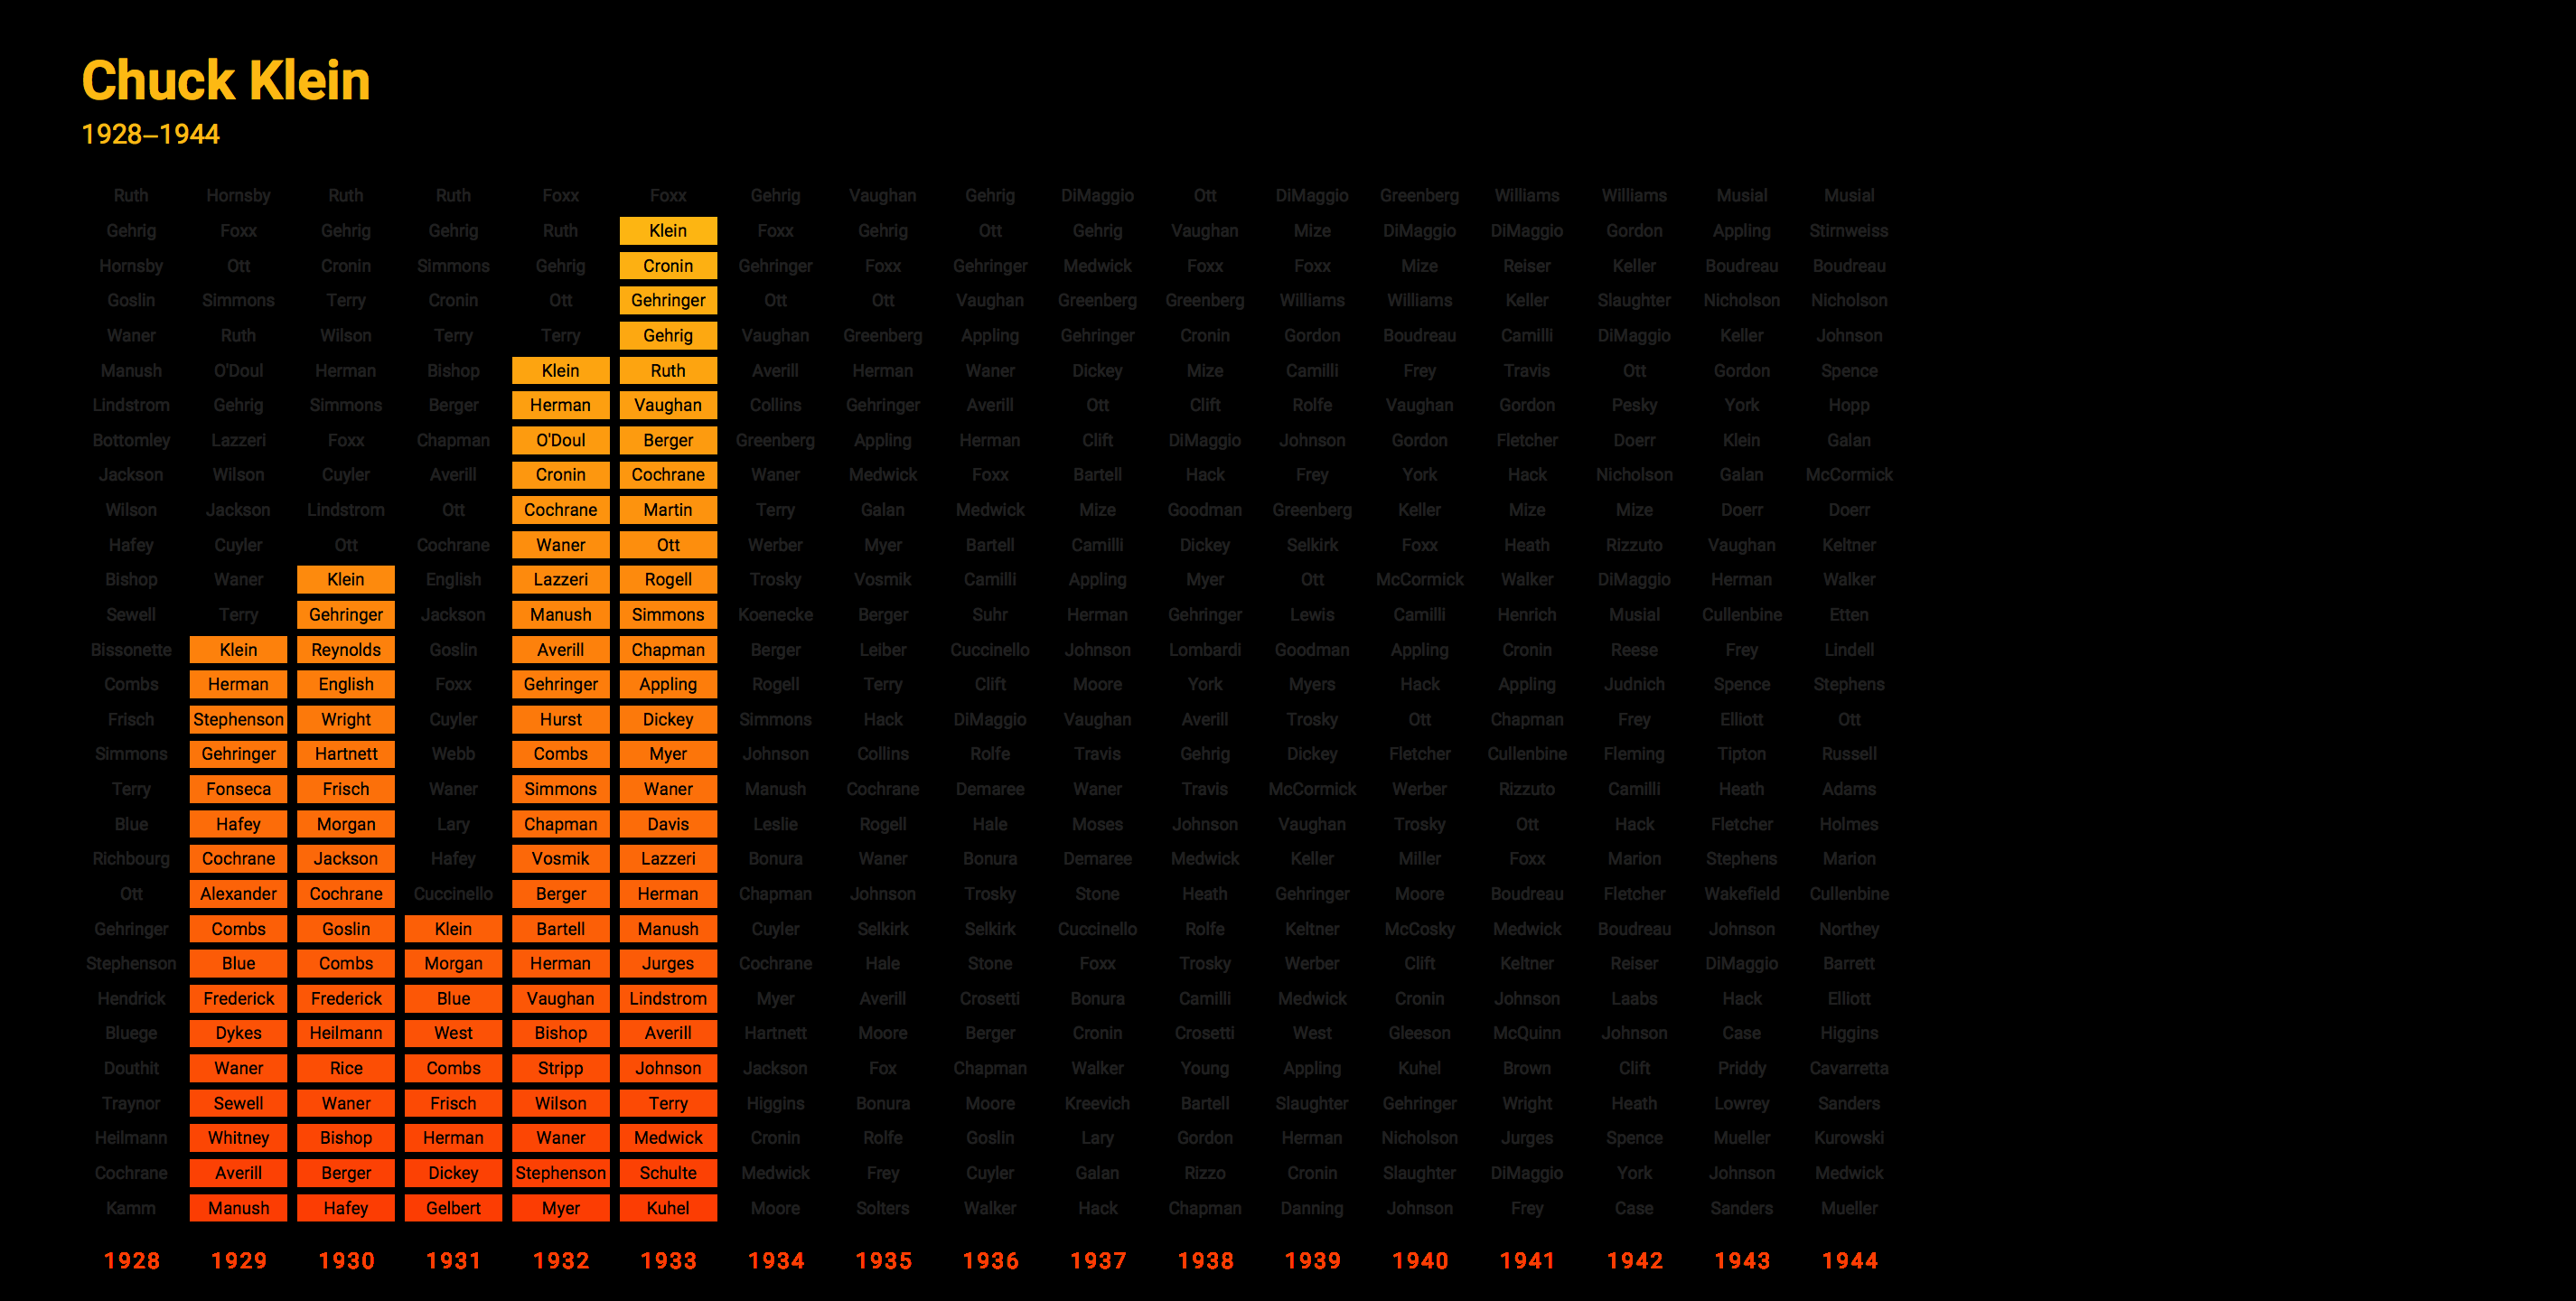 Chuck Klein
1928–1944
Ruth Hornsby Ruth Ruth Foxx Foxx Gehrig Vaughan Gehrig DiMaggio Ott DiMaggio Greenberg Williams Williams Musial Musial
Gehrig Foxx Gehrig Gehrig Ruth Klein Foxx Gehrig Ott Gehrig Vaughan Mize DiMaggio DiMaggio Gordon Appling Stirnweiss
Hornsby Ott Cronin Simmons Gehrig Cronin Gehringer Foxx Gehringer Medwick Foxx Foxx Mize Reiser Keller Boudreau Boudreau
Goslin Simmons Terry Cronin Ott Gehringer Ott Ott Vaughan Greenberg Greenberg Williams Williams Keller Slaughter Nicholson Nicholson
Waner Ruth Wilson Terry Terry Gehrig Vaughan Greenberg Appling Gehringer Cronin Gordon Boudreau Camilli DiMaggio Keller Johnson
Manush O'Doul Herman Bishop Klein Ruth Averill Herman Waner Dickey Mize Camilli Frey Travis Ott Gordon Spence
Lindstrom Gehrig Simmons Berger Herman Vaughan Collins Gehringer Averill Ott Clift Rolfe Vaughan Gordon Pesky York Hopp
Bottomley Lazzeri Foxx Chapman O'Doul Berger Greenberg Appling Herman Clift DiMaggio Johnson Gordon Fletcher Doerr Klein Galan
Jackson Wilson Cuyler Averill Cronin Cochrane Waner Medwick Foxx Bartell Hack Frey York Hack Nicholson Galan McCormick
Wilson Jackson Lindstrom Ott Cochrane Martin Terry Galan Medwick Mize Goodman Greenberg Keller Mize Mize Doerr Doerr
Hafey Cuyler Ott Cochrane Waner Ott Werber Myer Bartell Camilli Dickey Selkirk Foxx Heath Rizzuto Vaughan Keltner
Bishop Waner Klein English Lazzeri Rogell Trosky Vosmik Camilli Appling Myer Ott McCormick Walker DiMaggio Herman Walker
Sewell Terry Gehringer Jackson Manush Simmons Koenecke Berger Suhr Herman Gehringer Lewis Camilli Henrich Musial Cullenbine Etten
Bissonette Klein Reynolds Goslin Averill Chapman Berger Leiber Cuccinello Johnson Lombardi Goodman Appling Cronin Reese Frey Lindell
Combs Herman English Foxx Gehringer Appling Rogell Terry Clift Moore York Myers Hack Appling Judnich Spence Stephens
Frisch Stephenson Wright Cuyler Hurst Dickey Simmons Hack DiMaggio Vaughan Averill Trosky Ott Chapman Frey Elliott Ott
Simmons Gehringer Hartnett Webb Combs Myer Johnson Collins Rolfe Travis Gehrig Dickey Fletcher Cullenbine Fleming Tipton Russell
Terry Fonseca Frisch Waner Simmons Waner Manush Cochrane Demaree Waner Travis McCormick Werber Rizzuto Camilli Heath Adams
Blue Hafey Morgan Lary Chapman Davis Leslie Rogell Hale Moses Johnson Vaughan Trosky Ott Hack Fletcher Holmes
Richbourg Cochrane Jackson Hafey Vosmik Lazzeri Bonura Waner Bonura Demaree Medwick Keller Miller Foxx Marion Stephens Marion
Ott Alexander Cochrane Cuccinello Berger Herman Chapman Johnson Trosky Stone Heath Gehringer Moore Boudreau Fletcher Wakefield Cullenbine
Gehringer Combs Goslin Klein Bartell Manush Cuyler Selkirk Selkirk Cuccinello Rolfe Keltner McCosky Medwick Boudreau Johnson Northey
Stephenson Blue Combs Morgan Herman Jurges Cochrane Hale Stone Foxx Trosky Werber Clift Keltner Reiser DiMaggio Barrett
Hendrick Frederick Frederick Blue Vaughan Lindstrom Myer Averill Crosetti Bonura Camilli Medwick Cronin Johnson Laabs Hack Elliott
Bluege Dykes Heilmann West Bishop Averill Hartnett Moore Berger Cronin Crosetti West Gleeson McQuinn Johnson Case Higgins
Douthit Waner Rice Combs Stripp Johnson Jackson Fox Chapman Walker Young Appling Kuhel Brown Clift Priddy Cavarretta
Traynor Sewell Waner Frisch Wilson Terry Higgins Bonura Moore Kreevich Bartell Slaughter Gehringer Wright Heath Lowrey Sanders
Heilmann Whitney Bishop Herman Waner Medwick Cronin Rolfe Goslin Lary Gordon Herman Nicholson Jurges Spence Mueller Kurowski
Cochrane Averill Berger Dickey Stephenson Schulte Medwick Frey Cuyler Galan Rizzo Cronin Slaughter DiMaggio York Johnson Medwick
Kamm Manush Hafey Gelbert Myer Kuhel Moore Solters Walker Hack Chapman Danning Johnson Frey Case Sanders Mueller
1928 1929 1930 1931 1932 1933 1934 1935 1936 1937 1938 1939 1940 1941 1942 1943 1944